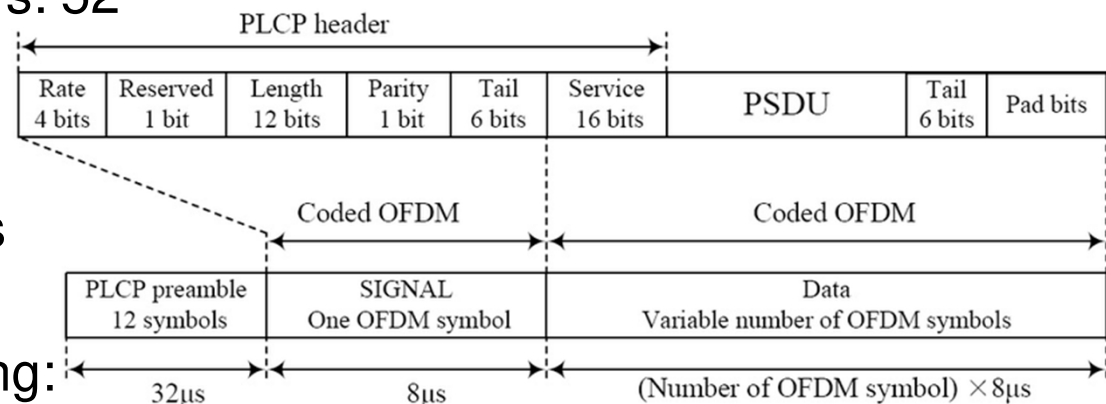 s: 52
PLCP header
Rate Reserved Length Parity Tail Service PSDU Tail Pad bits
4 bits 1 bit 12 bits 1 bit 6 bits 16 bits 6 bits
s
Coded OFDM Coded OFDM
PLCP preamble SIGNAL Data
12 symbols One OFDM symbol Variable number of OFDM symbols
ng:
32μs 8μs (Number of OFDM symbol) ×8μs